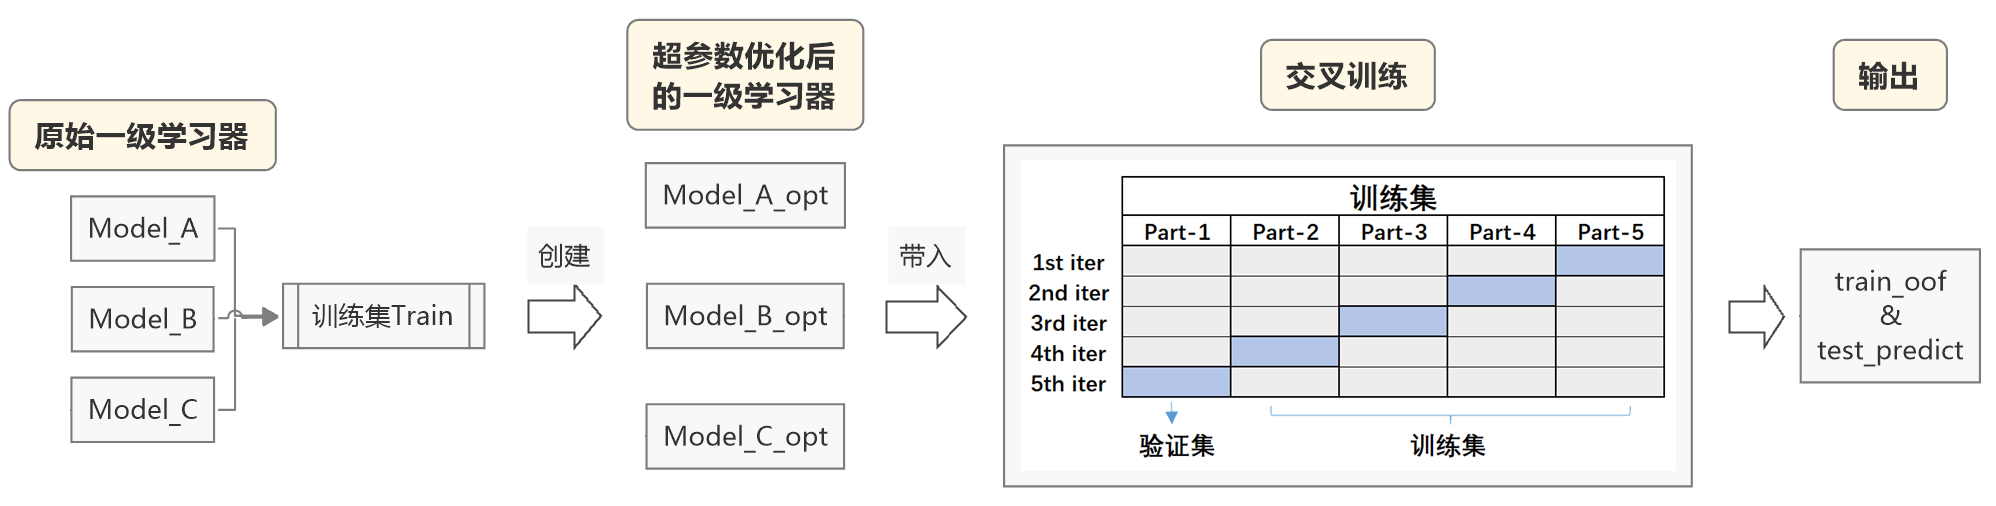 原始一级学习器
Model_A
Model_B
Model_C
训练集Train
创建
超参数优化后
的一级学习器
Model_A_opt
Model_B_opt
Model_C_opt
带入
交叉训练
训练集
Part-1 Part-2 Part-3 Part-4 Part-5
1st iter
2nd iter
3rd iter
4th iter
5th iter
验证集
训练集
输出
train_oof
&
test_predict